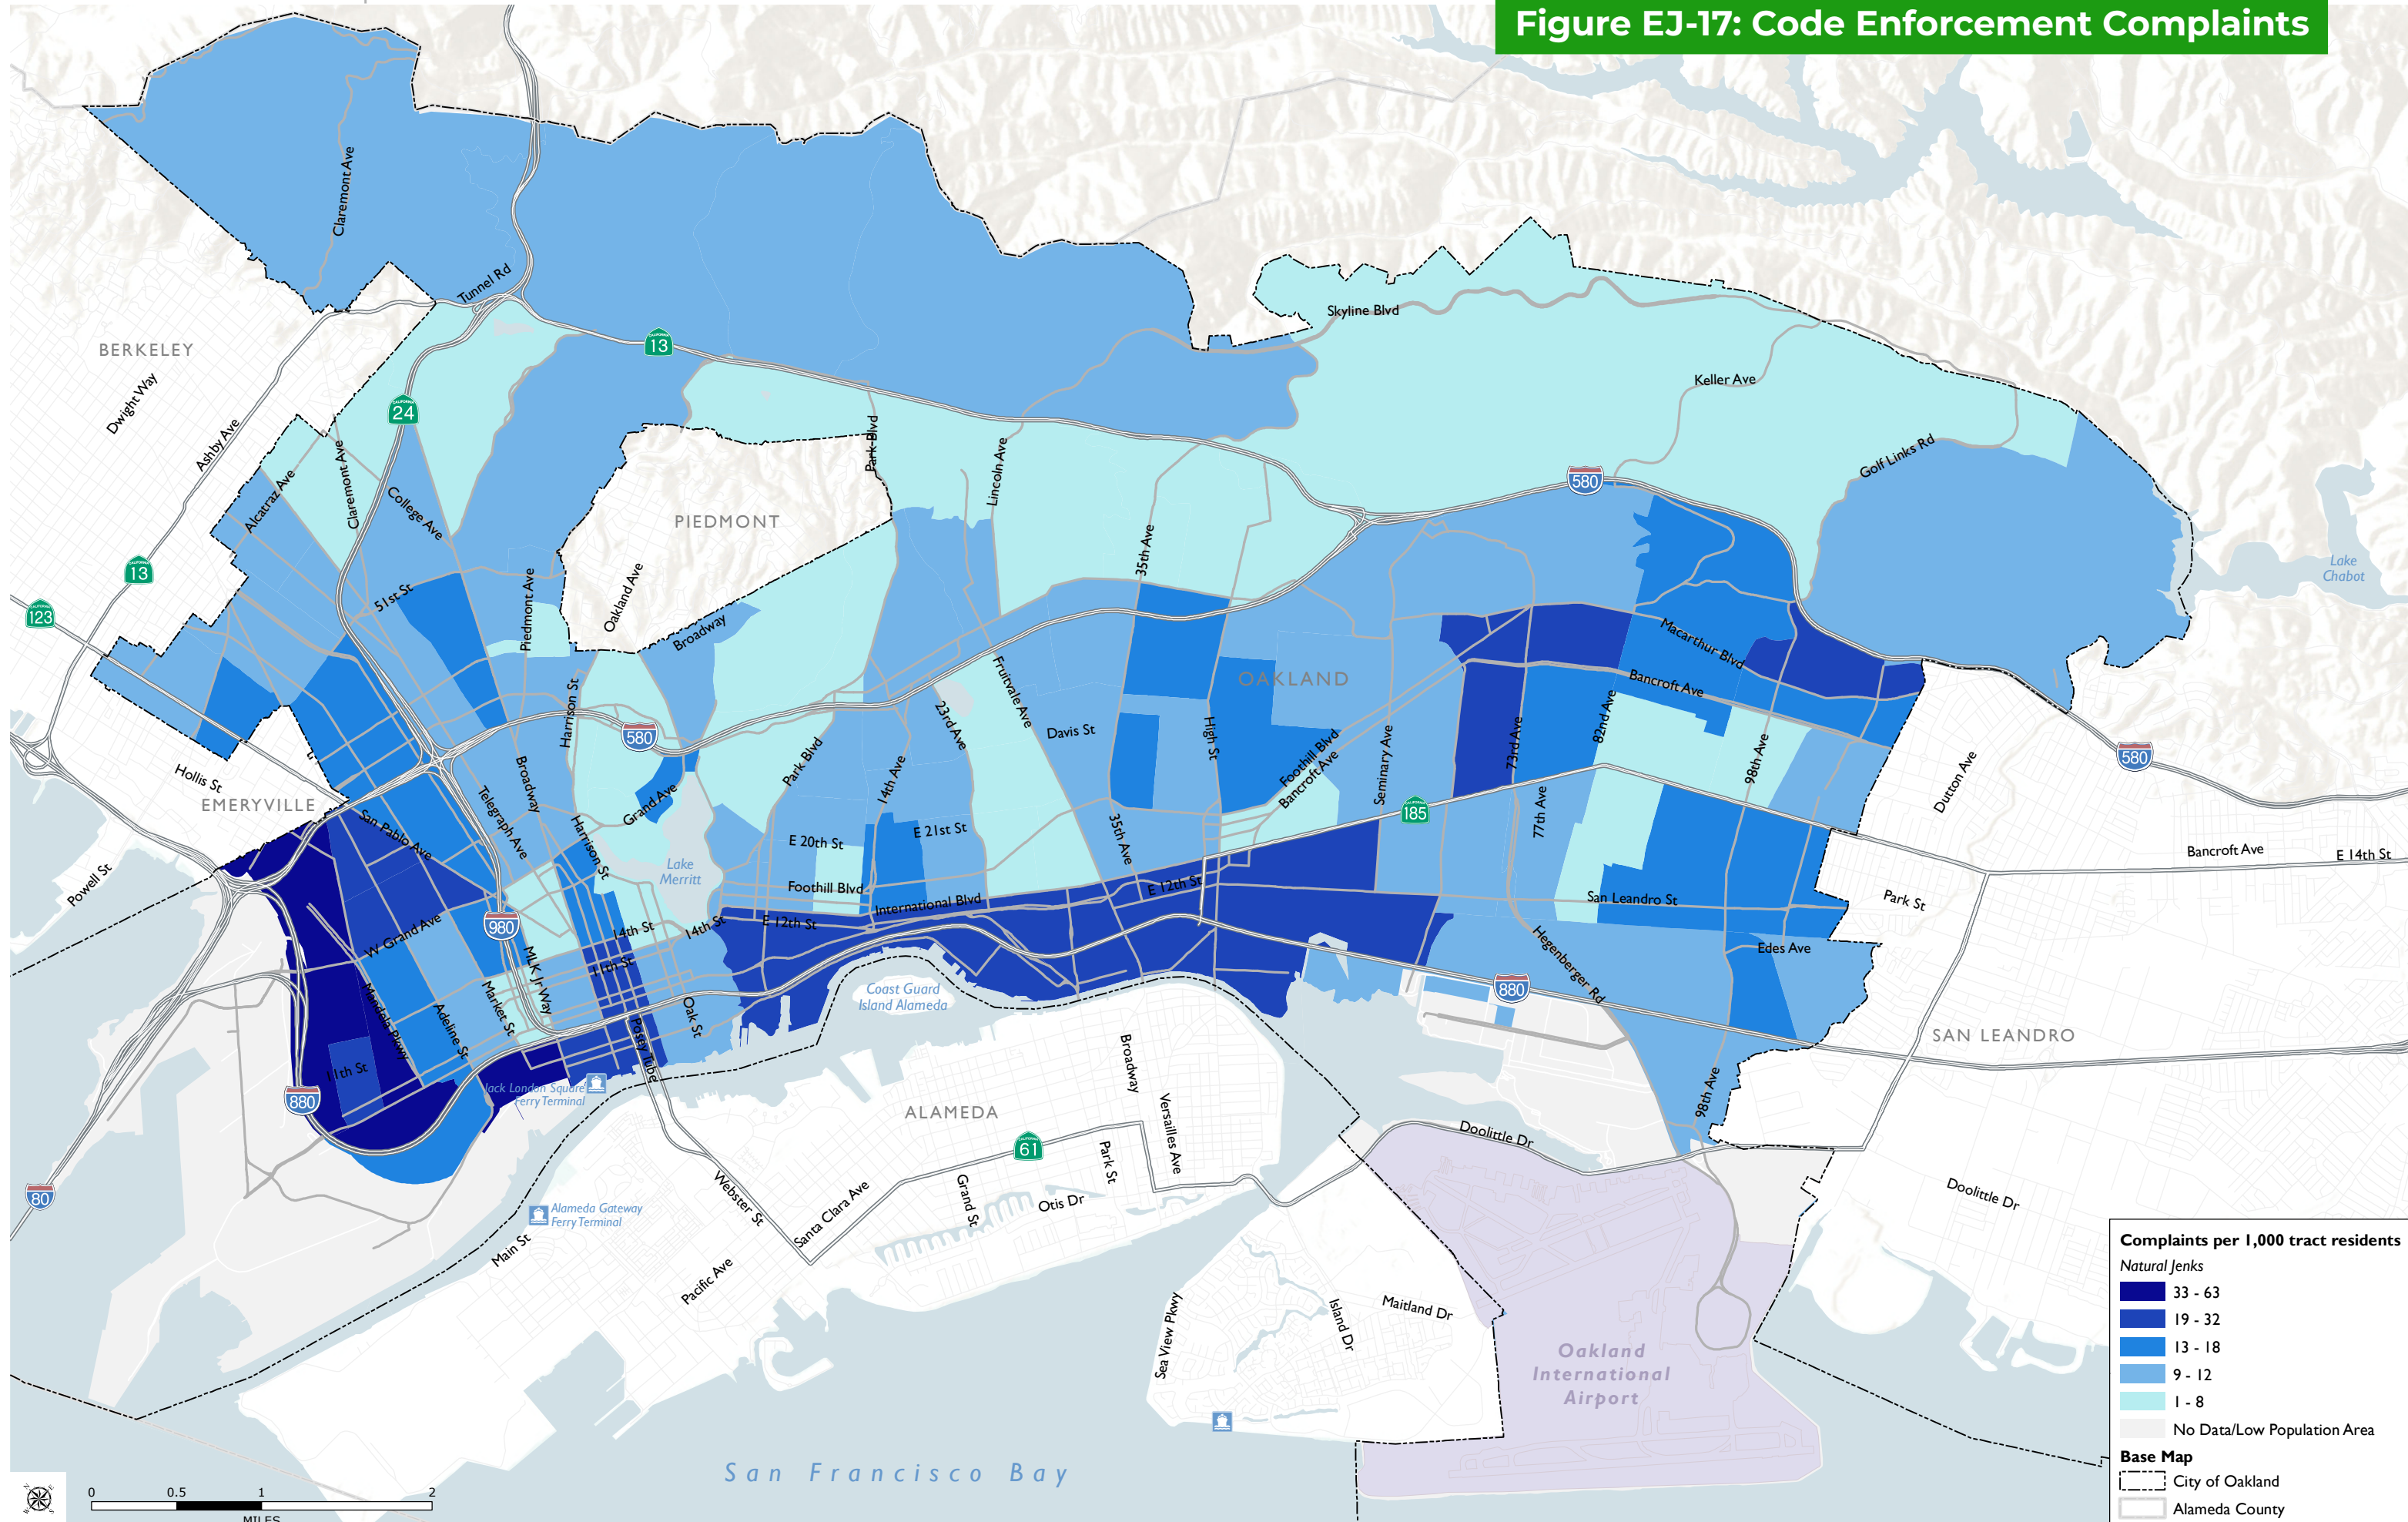 Figure EJ-17: Code Enforcement Complaints
Claremont Ave
Tunnel Rd
13
Skyline Blvd
BERKELEY
Dwight Way
Ashby Ave
24
Keller Ave
Golf Links Rd
580
Alcatraz Ave
Claremont Ave
College Ave
Park Blvd
Lincoln Ave
35th Ave
PIEDMONT
Oakland Ave
Piedmont Ave
Broadway
Lake
Chabot
13
123
51st St
Macarthur Blvd
OAKLAND
Bancroft Ave
Harrison St
Fruitvale Ave
23rd Ave
Davis St
High St
82nd Ave
73rd Ave
98th Ave
580
580
Hollis St
EMERYVILLE
Broadway
Telegraph Ave
Harrison St
Grand Ave
Park Blvd
14th Ave
Foothill Blvd
Bancroft Ave
Seminary Ave
185
77th Ave
Dutton Ave
San Pablo Ave
E 20th St
E 21st St
35th Ave
Lake
Merritt
Bancroft Ave
E 14th St
Powell St
Foothill Blvd
International Blvd
E 12th St
San Leandro St
Park St
980
W Grand Ave
14th St
14th St
E 12th St
11th St
MLK Jr Way
Market St
Mandela Pkwy
Adeline St
Oak St
Posey Tube
Coast Guard
Island Alameda
Hegenberger Rd
Edes Ave
880
SAN LEANDRO
11th St
880
Jack London Square
Ferry Terminal
ALAMEDA
Broadway
Versailles Ave
98th Ave
Doolittle Dr
61
Park St
80
Alameda Gateway
Ferry Terminal
Main St
Webster St
Santa Clara Ave
Grand St
Otis Dr
Doolittle Dr
Pacific Ave
Sea View Pkwy
Island Dr
Maitland Dr
Oakland
International
Airport
San Francisco Bay
0 0.5 1 2
MILES
Complaints per 1,000 tract residents
Natural Jenks
33 - 63
19 - 32
13 - 18
9 - 12
1 - 8
No Data/Low Population Area
Base Map
City of Oakland
Alameda County